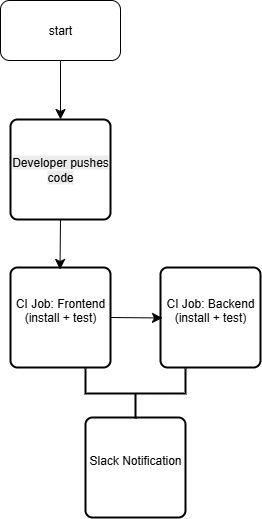 start
Developer pushes
code
CI Job: Frontend
(install + test)
CI Job: Backend
(install + test)
Slack Notification